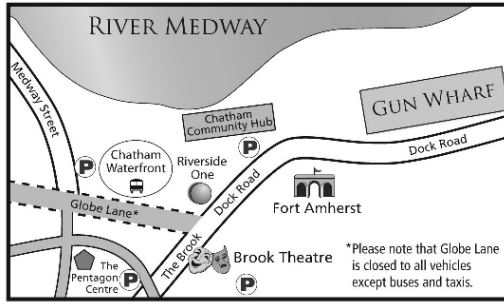 RIVER MEDWAY
Medway Street
GUN WHARF
Chatham
Community Hub
P
P
Chatham
Waterfront
Riverside
One
Dock Road
Dock Road
Globe Lane*
Fort Amherst
The Brook
Brook Theatre
*Please note that Globe Lane
is closed to all vehicles
except buses and taxis.
The
Pentagon
Centre
P
P